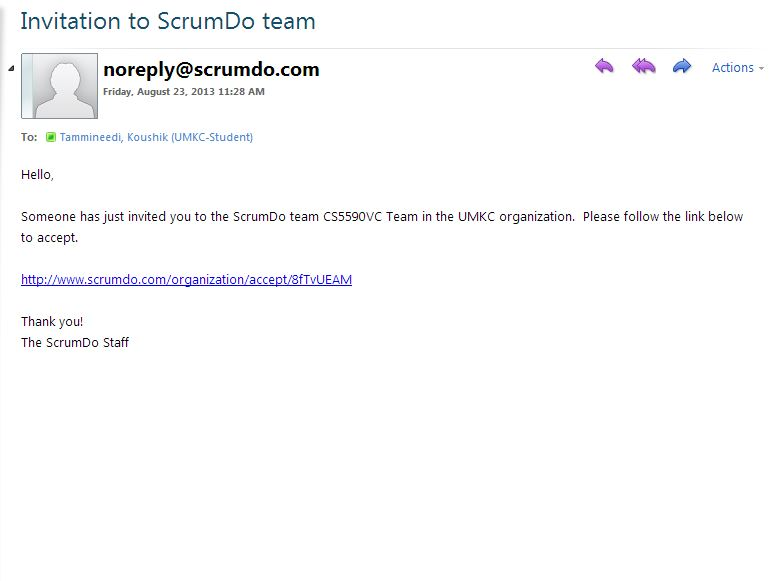 Invitation to ScrumDo team
noreply@scrumdo.com
Actions
Friday, August 23, 2013 11:28 AM
To: Tammineedi, Koushik (UMKC-Student)
Hello,
Someone has just invited you to the ScrumDo team CS5590VC Team in the UMKC organization.  Please follow the link below
to accept.
http://www.scrumdo.com/organization/accept/8fTvUEAM
Thank you!
The ScrumDo Staff